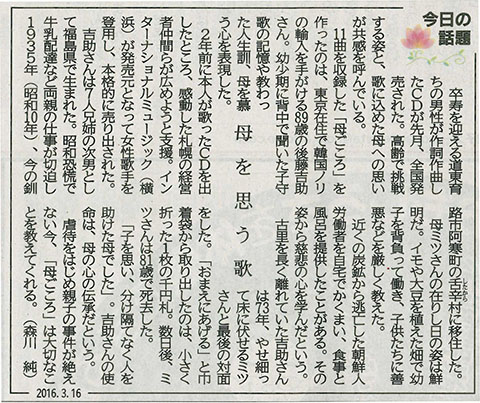 今日の
話題
母を思う歌
卒寿を迎える道東育
ちの男性が作詞作曲し
たCDが先月、全国発
売された。高齢で挑戦
する姿と、歌に込めた母への思い
が共感を呼んでいる。
11曲を収録した「母ごころ」を
作ったのは、東京在住で韓国ノリ
の輸入を手がける89歳の後藤吉助
さん。幼少期に背中で聞いた子守
歌の記憶や教わっ
た人生訓、母を慕
う心を表現した。
2年前に本人が歌ったCDを出
したところ、感動した札幌の経営
者仲間らが広めようと支援。イン
ターナショナルミュージック（横
浜）が発売元となって女性歌手を
登用し、本格的に売り出された。
吉助さんは7人兄姉の次男とし
て福島県で生まれた。昭和恐慌で
牛乳配達など両親の仕事が切迫し
1935年（昭和10年）、今の釧
路市阿寒町の舌辛村に移住した。
母ミツさんの在りし日の姿は鮮
明だ。イモや大豆を植えた畑で幼
子を背負って働き、子供たちに善
悪などを厳しく教えた。
近くの炭鉱から逃亡した朝鮮人
労働者を自宅でかくまい、食事と
風呂を提供したことがある。その
姿から慈悲の心を学んだという。
古里を長く離れていた吉助さん
は73年、やせ細っ
て床に伏せるミツ
さんと最後の対面
をした。「おまえにあげる」と巾
着袋から取り出したのは、小さく
折った1枚の千円札。数日後、ミ
ツさんは81歳で死去した。
「子を思い、分け隔てなく人を
助けた母でした」。吉助さんの使
命は、母の心の伝承だという。
虐待をはじめ親子の事件が絶え
ない今、「母ごころ」は大切なこ
とを教えてくれる。（森川 純）
2016.3.16